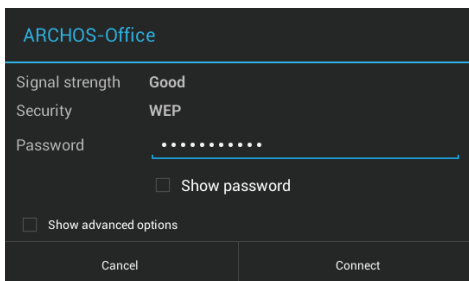 ARCHOS-Office
Signal strength Good
Security WEP
Password •••••••••••
Show password
Show advanced options
Cancel Connect